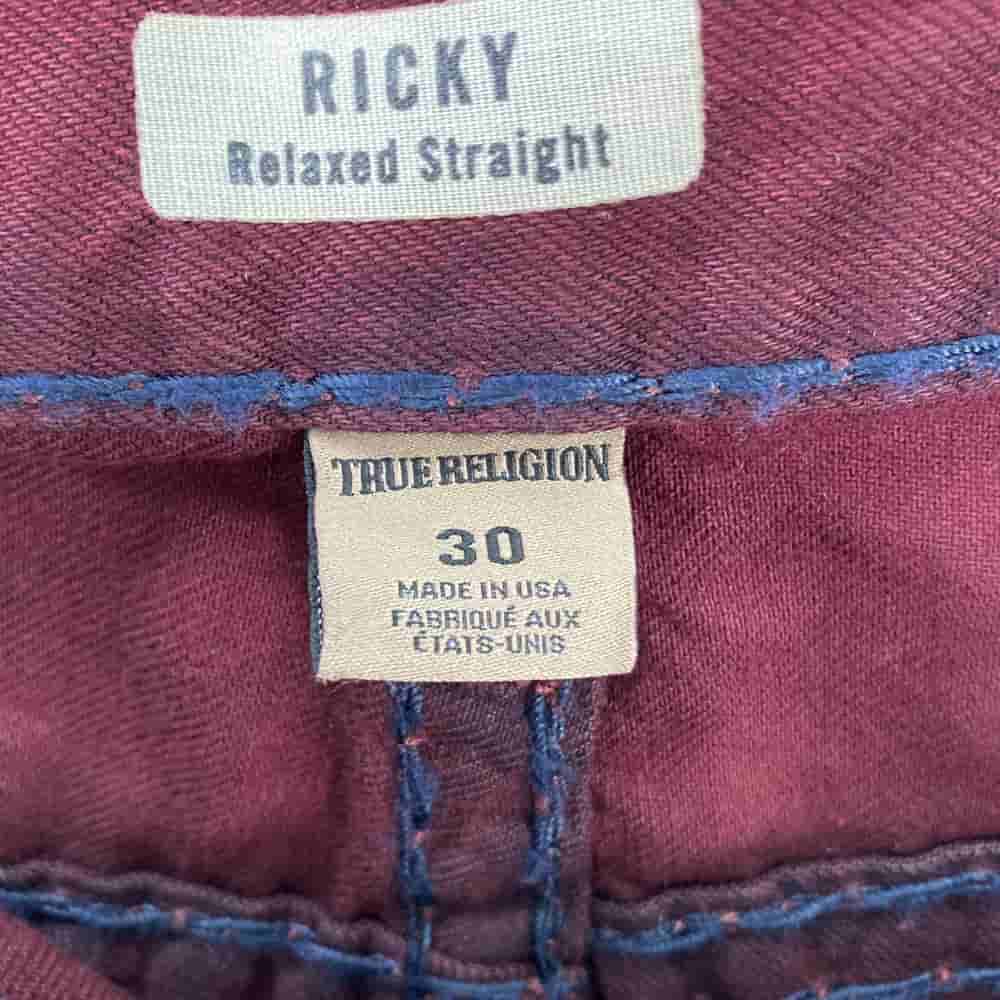 RICKY
Relaxed Straight
TRUE RELIGION
30
MADE IN USA
FABRIQUÉ AUX
ÉTATS-UNIS